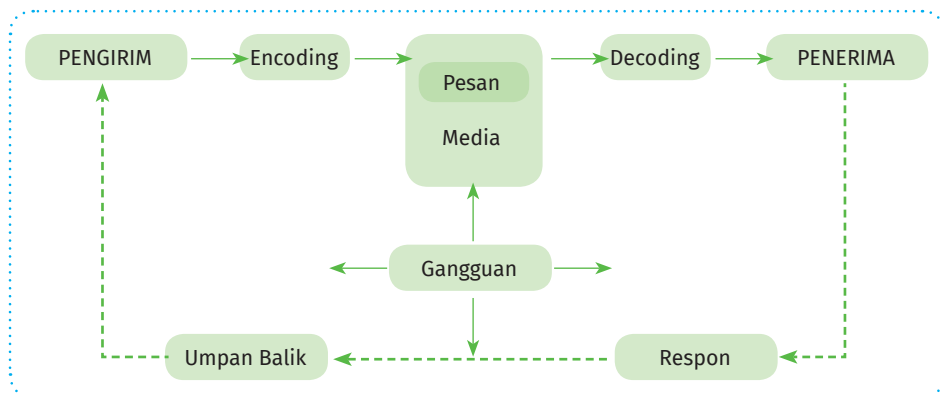 PENGIRIM
Encoding
Pesan
Media
Decoding
PENERIMA
Gangguan
Umpan Balik
Respon